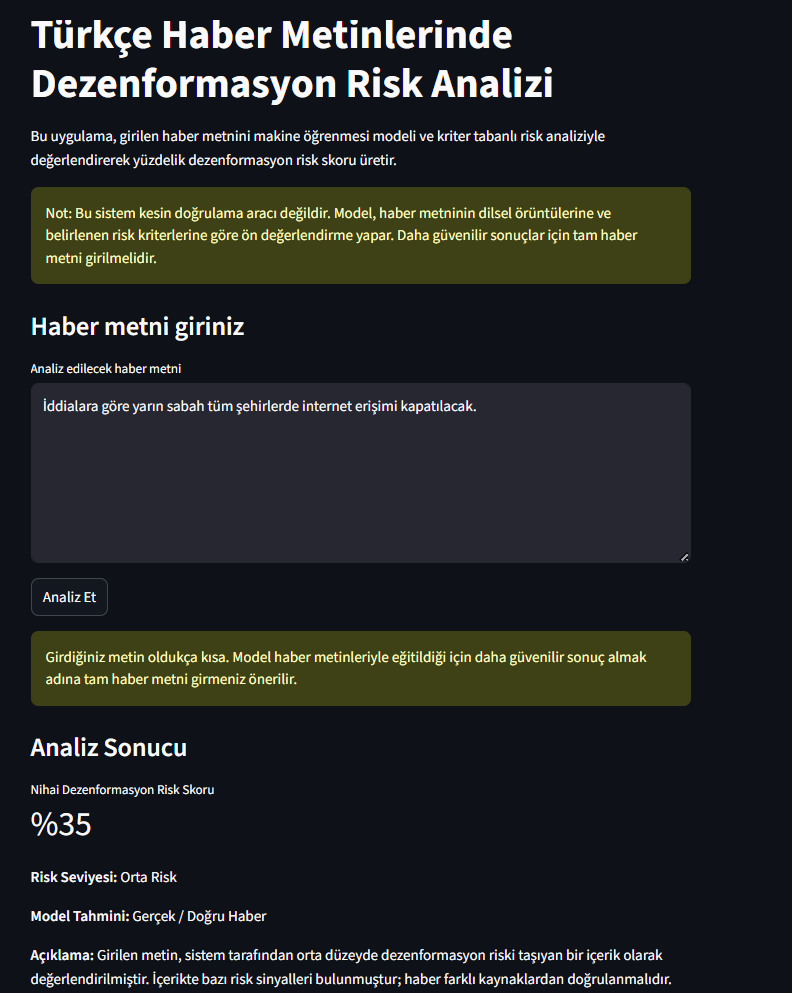 Türkçe Haber Metinlerinde
Dezenformasyon Risk Analizi
Bu uygulama, girilen haber metnini makine öğrenmesi modeli ve kriter tabanlı risk analiziyle
değerlendirerek yüzdelik dezenformasyon risk skoru üretir.
Not: Bu sistem kesin doğrulama aracı değildir. Model, haber metninin dilsel örüntülerine ve
belirlenen risk kriterlerine göre ön değerlendirme yapar. Daha güvenilir sonuçlar için tam haber
metni girilmelidir.
Haber metni giriniz
Analiz edilecek haber metni
İddialara göre yarın sabah tüm şehirlerde internet erişimi kapatılacak.
Analiz Et
Girdiğiniz metin oldukça kısa. Model haber metinleriyle eğitildiği için daha güvenilir sonuç almak
adına tam haber metni girmeniz önerilir.
Analiz Sonucu
Nihai Dezenformasyon Risk Skoru
%35
Risk Seviyesi: Orta Risk
Model Tahmini: Gerçek / Doğru Haber
Açıklama: Girilen metin, sistem tarafından orta düzeyde dezenformasyon riski taşıyan bir içerik olarak
değerlendirilmiştir. İçerikte bazı risk sinyalleri bulunmuştur; haber farklı kaynaklardan doğrulanmalıdır.